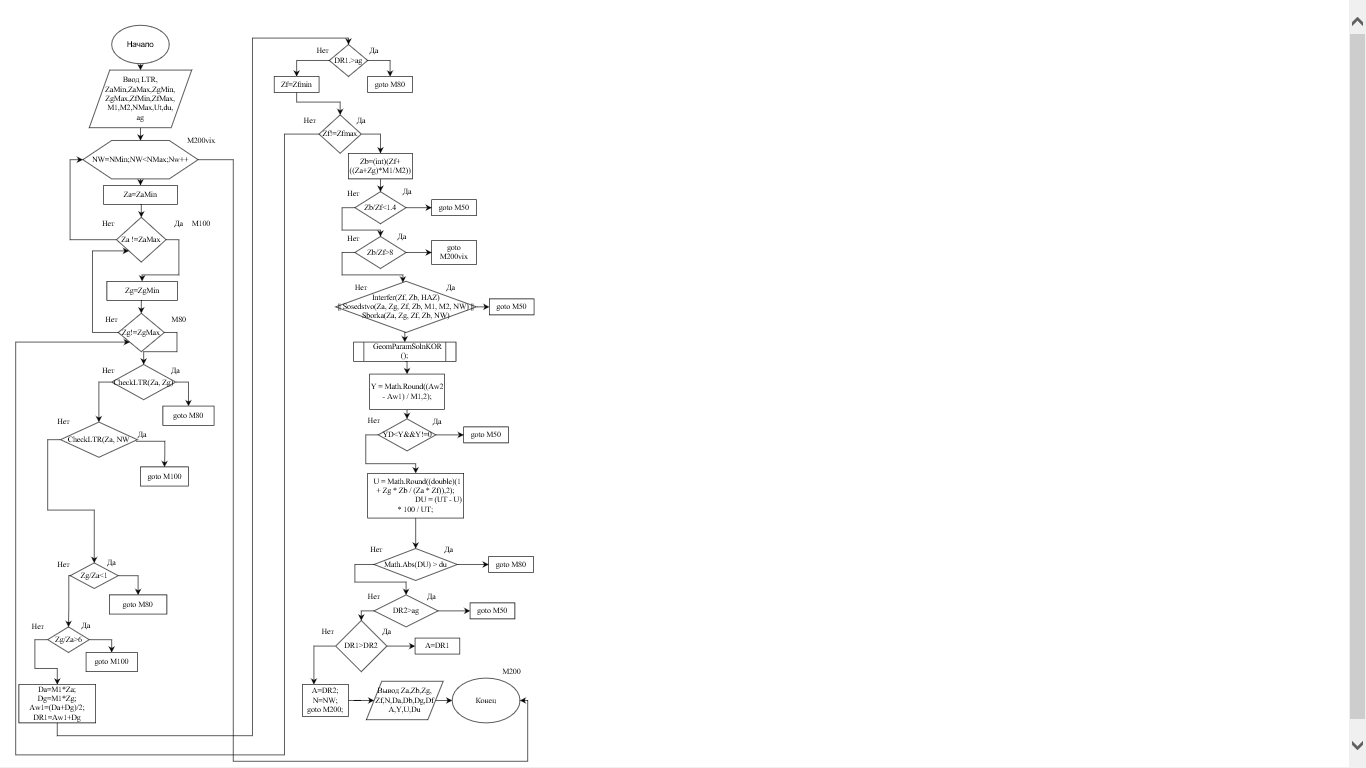 Начало
Ввод LTR,
ZaMin,ZaMax,ZgMin,
ZgMax,ZfMin,ZfMax,
M1,M2,NMax,Ut,du,
ag
M200vix
NW=NMin;NW<NMax;Nw++
Za=ZaMin
Нет
Да
M100
Za !=ZaMax
Zg=ZgMin
Нет
M80
Zg!=ZgMax
Нет
Да
CheckLTR(Za, Zg)
goto M80
Нет
Да
CheckLTR(Za, NW
goto M100
Нет
Да
Zg/Za<1
goto M80
Нет
Да
Zg/Za>6
goto M100
Da=M1*Za;
Dg=M1*Zg;
Aw1=(Da+Dg)/2;
DR1=Aw1+Dg
Нет
Да
DR1.>ag
Zf=Zfmin
goto M80
Нет
Да
Zf!=Zfmax
Zb=(int)(Zf+
((Za+Zg)*M1/M2))
Нет
Да
Zb/Zf<1.4
goto M50
Нет
Да
Zb/Zf>8
goto
M200vix
Нет
Да
Interfer(Zf, Zb, HAZ)
|| Sosedstvo(Za, Zg, Zf, Zb, M1, M2, NW)||
Sborka(Za, Zg, Zf, Zb, NW)
goto M50
GeomParamSolnKOR
();
Y = Math.Round((Aw2
- Aw1) / M1,2);
Нет
Да
YD<Y&&Y!=0
goto M50
U = Math.Round((double)(1
+ Zg * Zb / (Za * Zf)),2);
DU = (UT - U)
* 100 / UT;
Нет
Да
Math.Abs(DU) > du
goto M80
Нет
Да
DR2>ag
goto M50
Нет
Да
DR1>DR2
A=DR1
A=DR2;
N=NW;
goto M200;
Вывод Za,Zb,Zg,
Zf,N,Da,Db,Dg,Df
A,Y,U,Du
M200
Конец